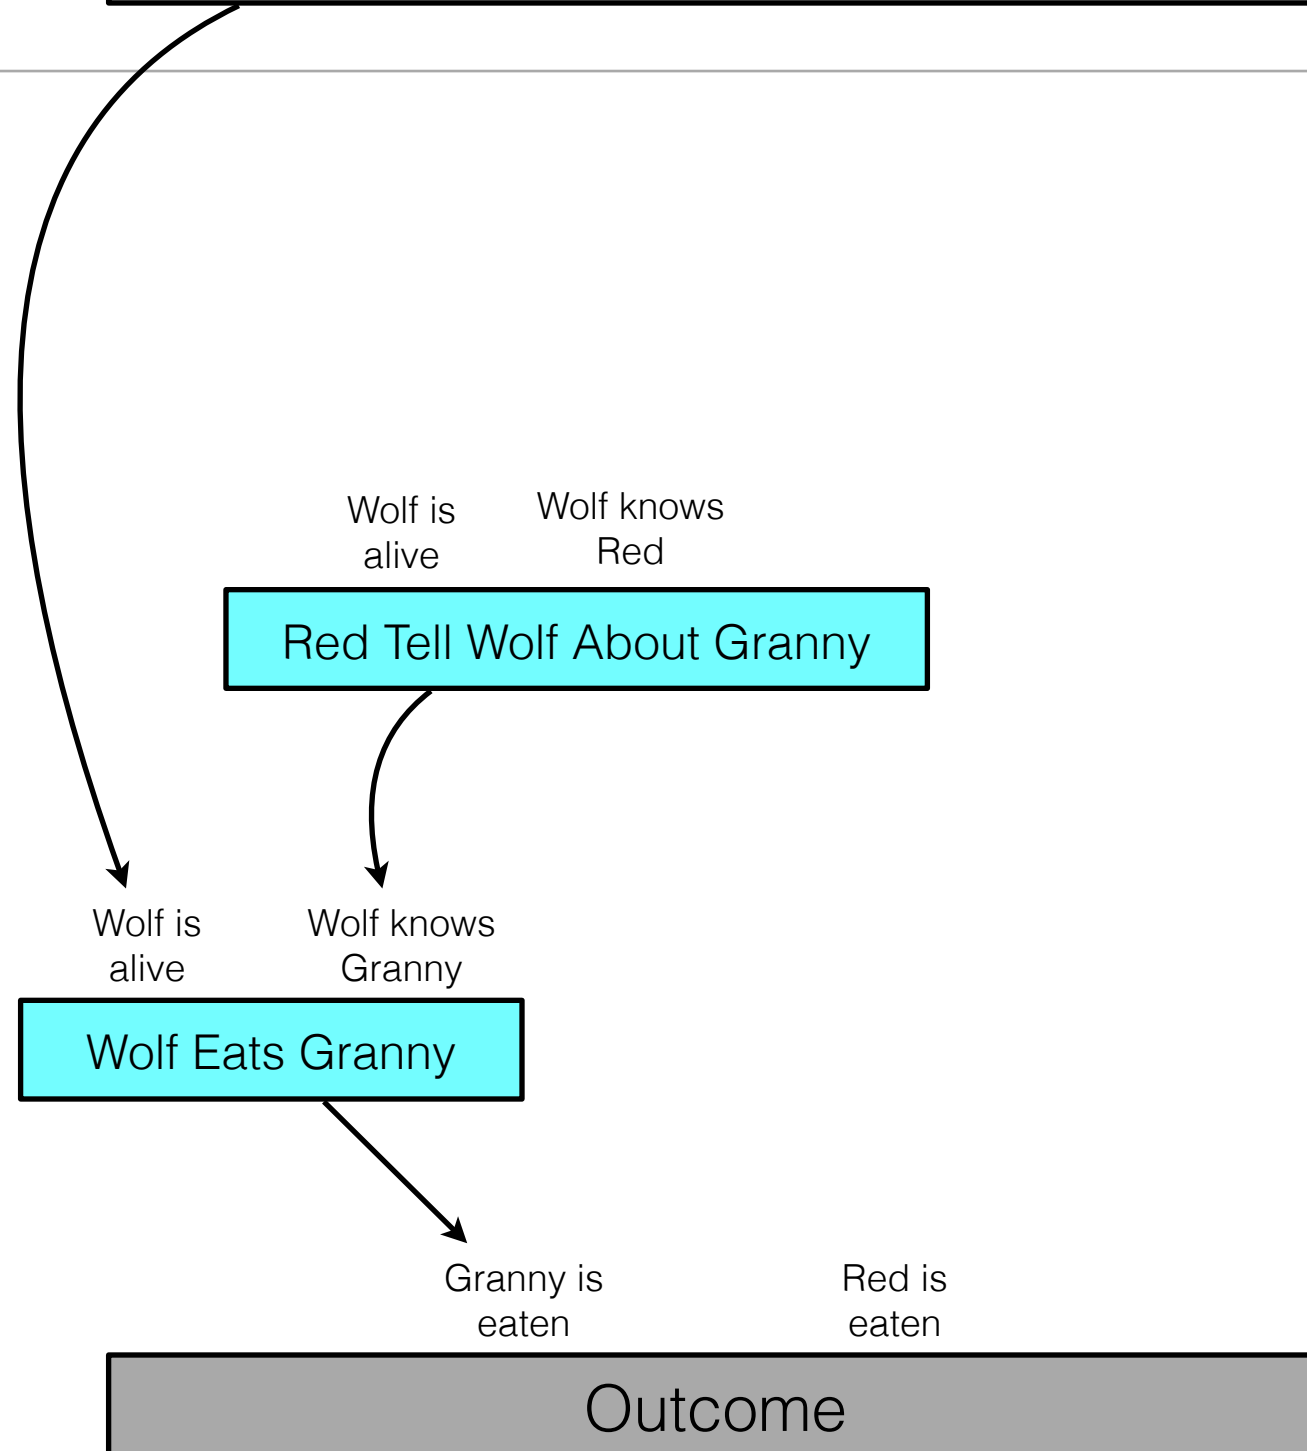 Wolf is
alive
Wolf knows
Red
Red Tell Wolf About Granny
Wolf is
alive
Wolf knows
Granny
Wolf Eats Granny
Granny is
eaten
Red is
eaten
Outcome